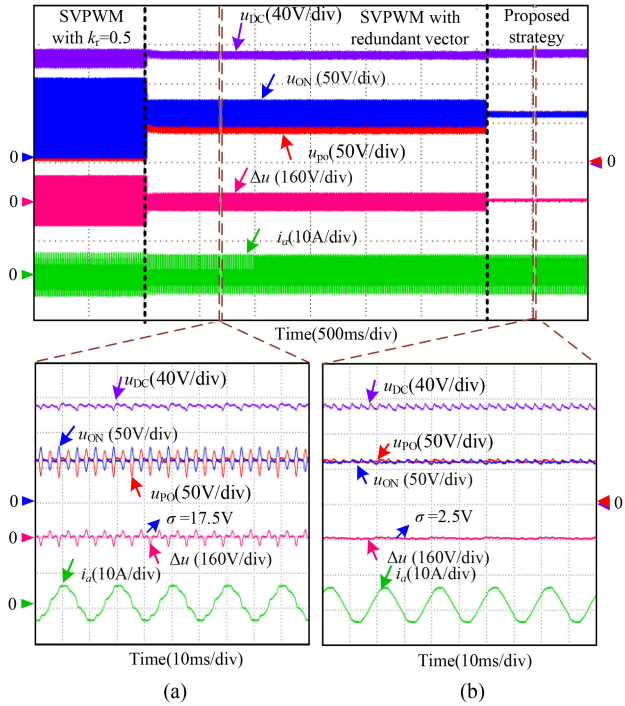 SVPWM
with kr=0.5
uDC(40V/div)
SVPWM with
redundant vector
Proposed
strategy
uON (50V/div)
0
uPO(50V/div)
0
Δu (160V/div)
0
ia(10A/div)
0
Time(500ms/div)
uDC(40V/div)
uON (50V/div)
0
uPO(50V/div)
σ=17.5V
0
Δu (160V/div)
ia(10A/div)
0
Time(10ms/div)
(a)
uDC(40V/div)
uPO(50V/div)
uON (50V/div)
0
σ=2.5V
Δu (160V/div)
ia(10A/div)
Time(10ms/div)
(b)